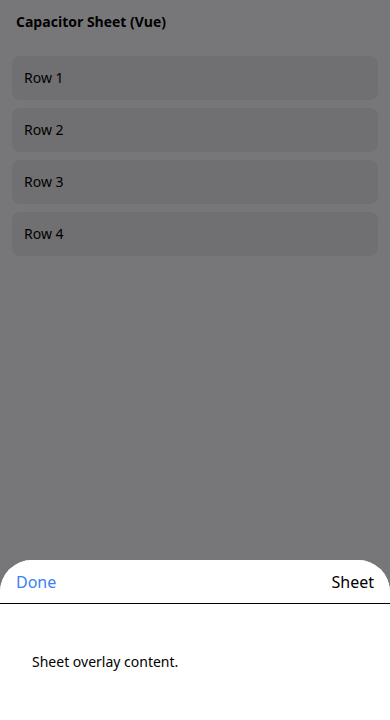 Capacitor Sheet (Vue)
Row 1
Row 2
Row 3
Row 4
Done Sheet
Sheet overlay content.